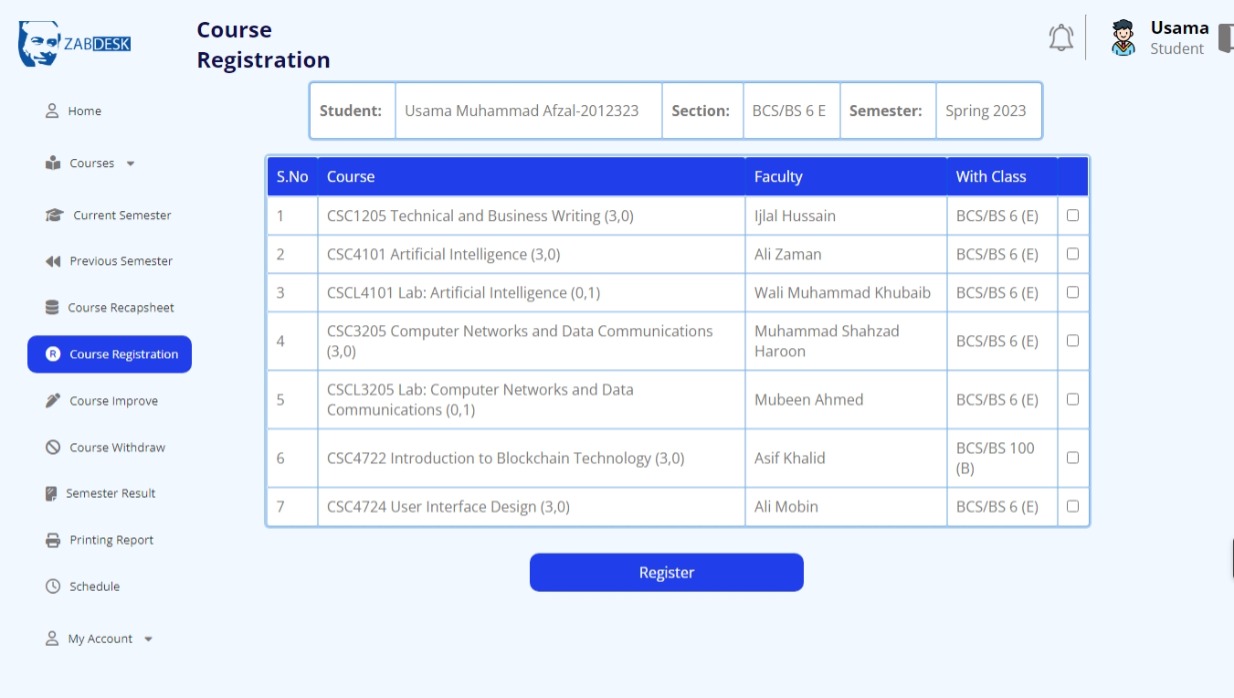 ZABDESK
Course
Registration
Usama
Student
Student: Usama Muhammad Afzal-2012323 Section: BCS/BS 6 E Semester: Spring 2023
Home
Courses
Current Semester
Previous Semester
Course Recapsheet
R Course Registration
Course Improve
Course Withdraw
Semester Result
Printing Report
Schedule
My Account
S.No Course Faculty With Class
1 CSC1205 Technical and Business Writing (3,0) Ijlal Hussain BCS/BS 6 (E)
2 CSC4101 Artificial Intelligence (3,0) Ali Zaman BCS/BS 6 (E)
3 CSCL4101 Lab: Artificial Intelligence (0,1) Wali Muhammad Khubaib BCS/BS 6 (E)
4 CSC3205 Computer Networks and Data Communications
(3,0) Muhammad Shahzad
Haroon BCS/BS 6 (E)
5 CSCL3205 Lab: Computer Networks and Data
Communications (0,1) Mubeen Ahmed BCS/BS 6 (E)
6 CSC4722 Introduction to Blockchain Technology (3,0) Asif Khalid BCS/BS 100
(B)
7 CSC4724 User Interface Design (3,0) Ali Mobin BCS/BS 6 (E)
Register